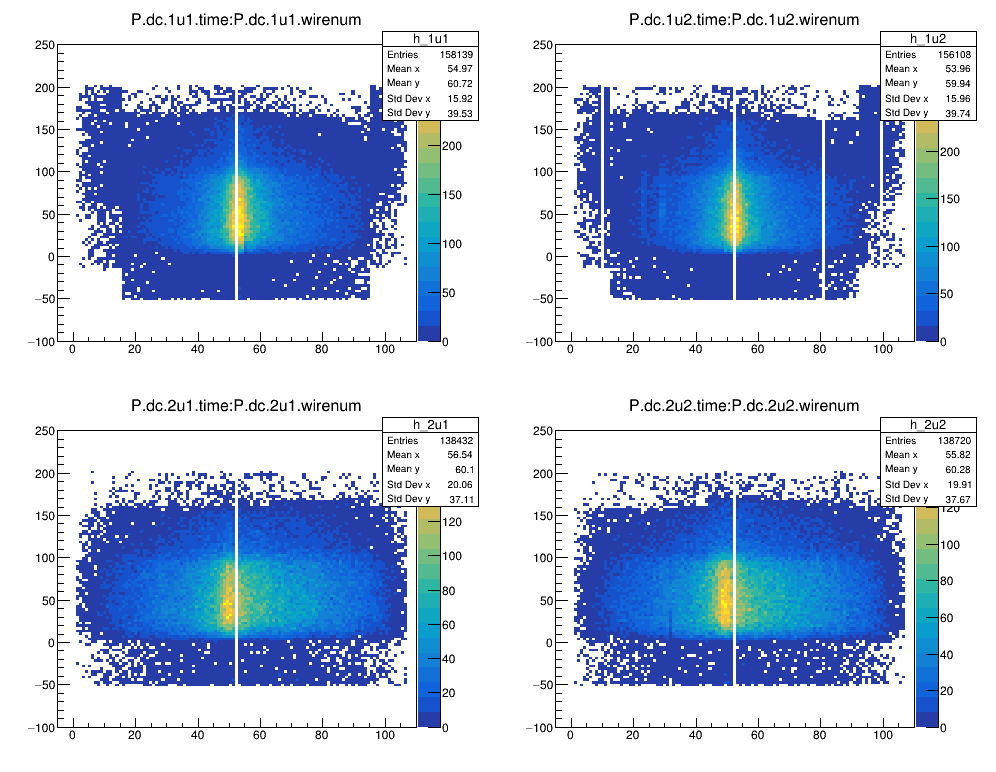 P.dc.1u1.time:P.dc.1u1.wirenum
h_1u1
Entries 158139
Mean x 54.97
Mean y 60.72
Std Dev x 15.92
Std Dev y 39.53
250
200
150
100
50
0
−50
−100
0 20 40 60 80 100
200
150
100
50
0
P.dc.1u2.time:P.dc.1u2.wirenum
h_1u2
Entries 156108
Mean x 53.96
Mean y 59.94
Std Dev x 15.96
Std Dev y 39.74
250
200
150
100
50
0
−50
−100
0 20 40 60 80 100
200
150
100
50
0
P.dc.2u1.time:P.dc.2u1.wirenum
h_2u1
Entries 138432
Mean x 56.54
Mean y 60.1
Std Dev x 20.06
Std Dev y 37.11
250
200
150
100
50
0
−50
−100
0 20 40 60 80 100
120
100
80
60
40
20
0
P.dc.2u2.time:P.dc.2u2.wirenum
h_2u2
Entries 138720
Mean x 55.82
Mean y 60.28
Std Dev x 19.91
Std Dev y 37.67
250
200
150
100
50
0
−50
−100
0 20 40 60 80 100
120
100
80
60
40
20
0